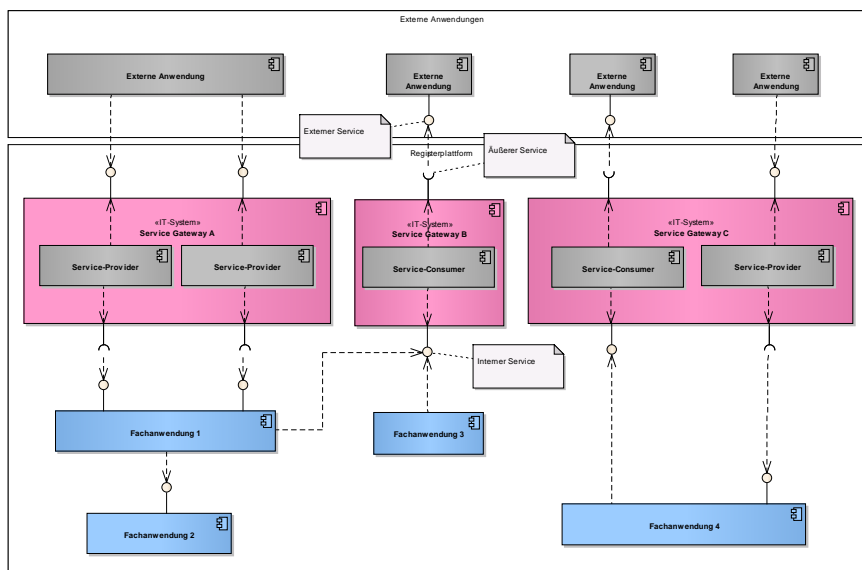 Externe Anwendungen
Externe Anwendung
Externe
Anwendung
Externe
Anwendung
Externe
Anwendung
Externer Service
Registerplattform
Äußerer Service
«IT-System»
Service Gateway A
«IT-System»
Service Gateway B
«IT-System»
Service Gateway C
Service-Provider
Service-Provider
Service-Consumer
Service-Consumer
Service-Provider
Interner Service
Fachanwendung 1
Fachanwendung 3
Fachanwendung 2
Fachanwendung 4